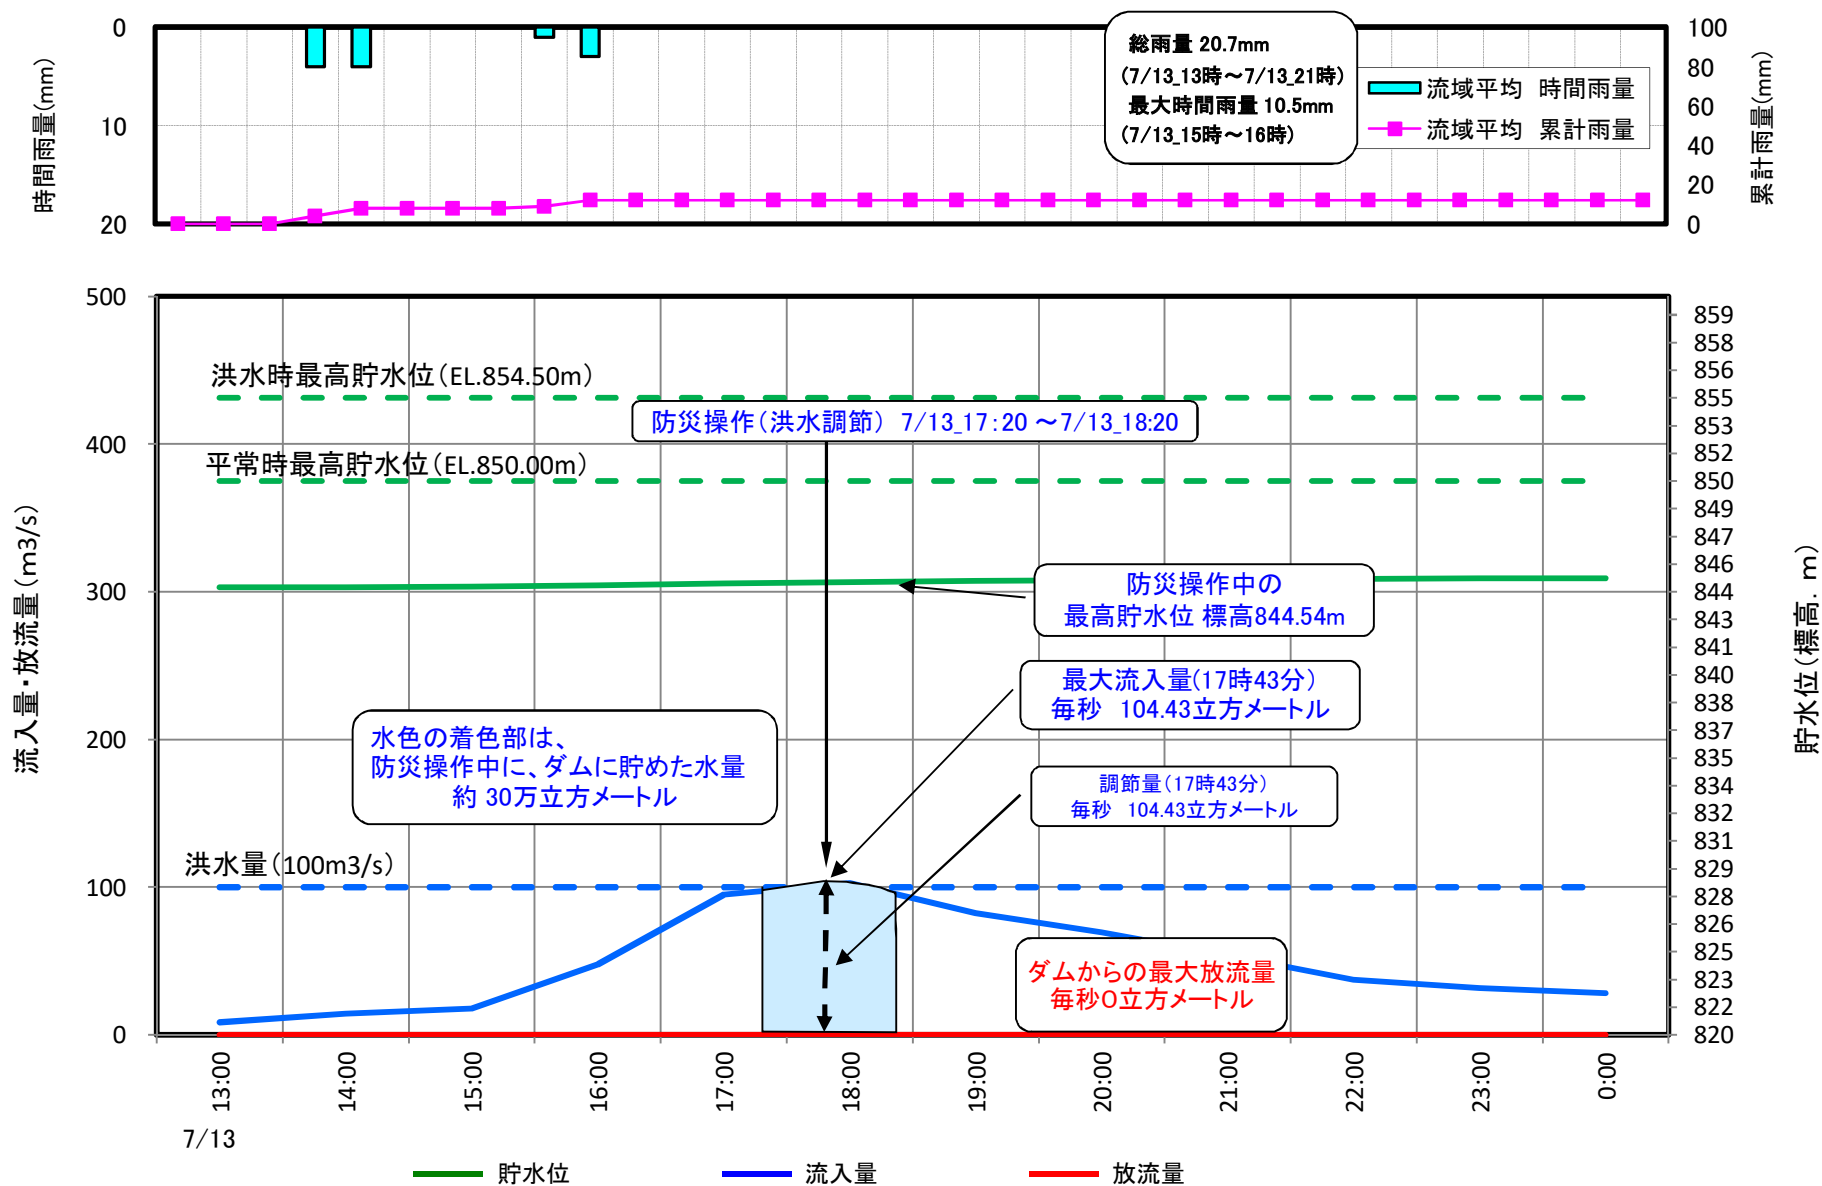 時間雨量(mm)
0
10
20
総雨量 20.7mm
(7/13_13時～7/13_21時)
最大時間雨量 10.5mm
(7/13_15時～16時)
流域平均 時間雨量
流域平均 累計雨量
100
80
60
40
20
0
累計雨量(mm)
流入量・放流量(m3/s)
500
400
300
200
100
0
洪水時最高貯水位(EL.854.50m)
防災操作(洪水調節) 7/13_17:20 ～7/13_18:20
平常時最高貯水位(EL.850.00m)
防災操作中の
最高貯水位 標高844.54m
最大流入量(17時43分)
毎秒 104.43立方メートル
水色の着色部は、
防災操作中に、ダムに貯めた水量
約 30万立方メートル
調節量(17時43分)
毎秒 104.43立方メートル
洪水量(100m3/s)
ダムからの最大放流量
毎秒0立方メートル
859
858
856
855
853
852
850
849
847
846
844
843
841
840
838
837
835
834
832
831
829
828
826
825
823
822
820
貯水位(標高. m)
13:00
14:00
15:00
16:00
17:00
18:00
19:00
20:00
21:00
22:00
23:00
0:00
7/13
貯水位
流入量
放流量